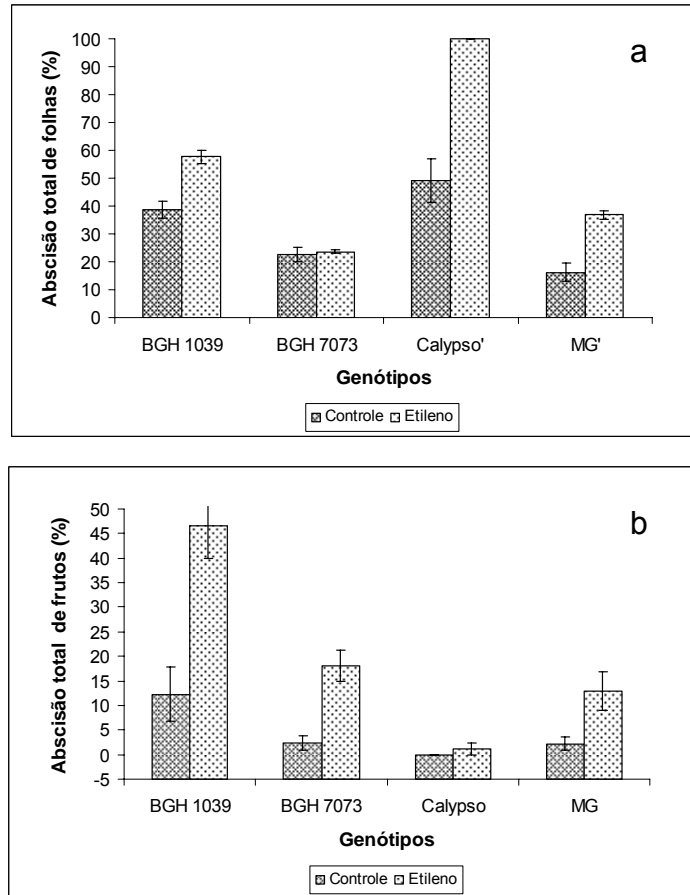 a
Abscisão total de folhas (%)
100
90
80
70
60
50
40
30
20
10
0
BGH 1039 BGH 7073 Calypso' MG'
Genótipos
Controle Etileno
b
Abscisão total de frutos (%)
50
45
40
35
30
25
20
15
10
5
0
-5
BGH 1039 BGH 7073 Calypso MG
Genótipos
Controle Etileno